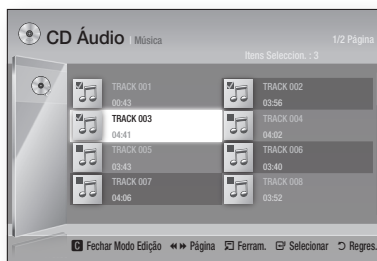 CD Áudio | Música
1/2 Página
Itens Seleccion. : 3
TRACK 001
00:43
TRACK 002
03:56
TRACK 003
04:41
TRACK 004
04:02
TRACK 005
03:43
TRACK 006
03:40
TRACK 007
04:06
TRACK 008
03:52
C Fechar Modo Edição Página Ferram. Selecionar Regres.